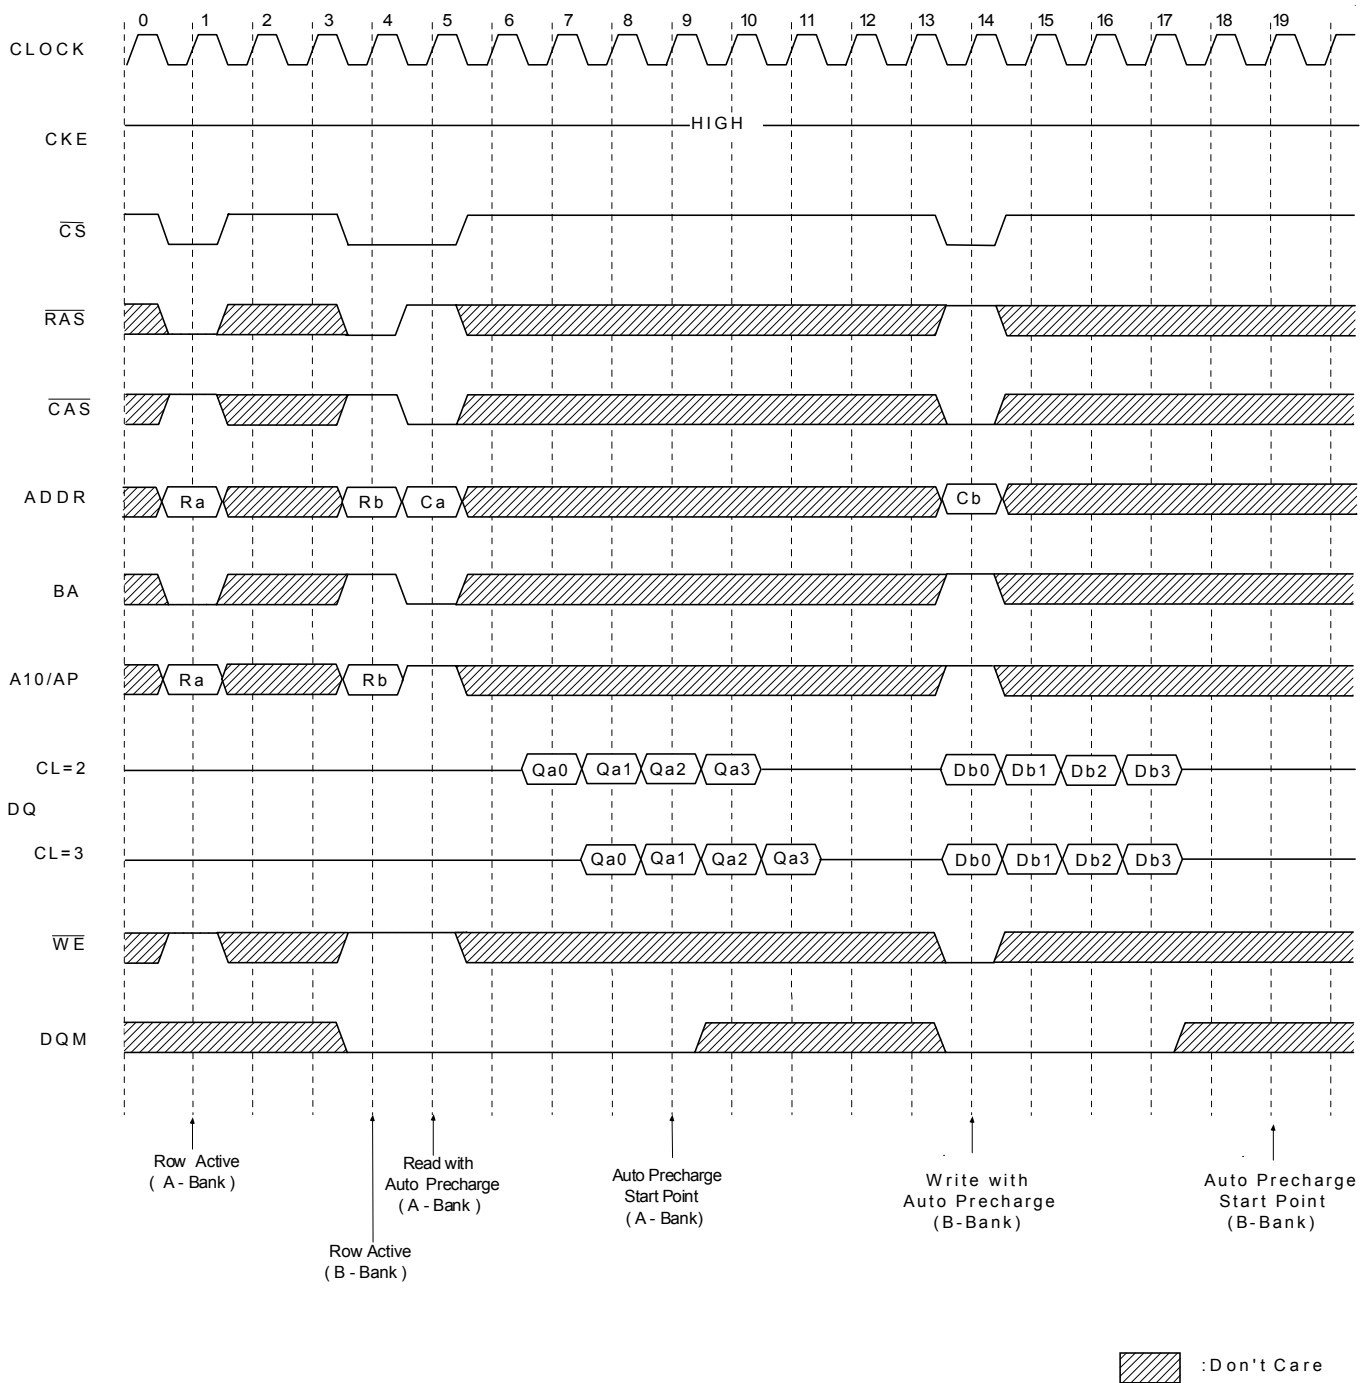 0 1 2 3 4 5 6 7 8 9 10 11 12 13 14 15 16 17 18 19
CLOCK
HIGH
CKE
CS
RAS
CAS
ADDR Ra Rb Ca Cb
BA
A10/AP Ra Rb
CL=2 Qa0 Qa1 Qa2 Qa3 Db0 Db1 Db2 Db3
DQ
CL=3 Qa0 Qa1 Qa2 Qa3 Db0 Db1 Db2 Db3
WE
DQM
Row Active
( A - Bank )
Row Active
( B - Bank )
Read with
Auto Precharge
( A - Bank )
Auto Precharge
Start Point
( A - Bank)
Write with
Auto Precharge
(B-Bank)
Auto Precharge
Start Point
(B-Bank)
:Don't Care